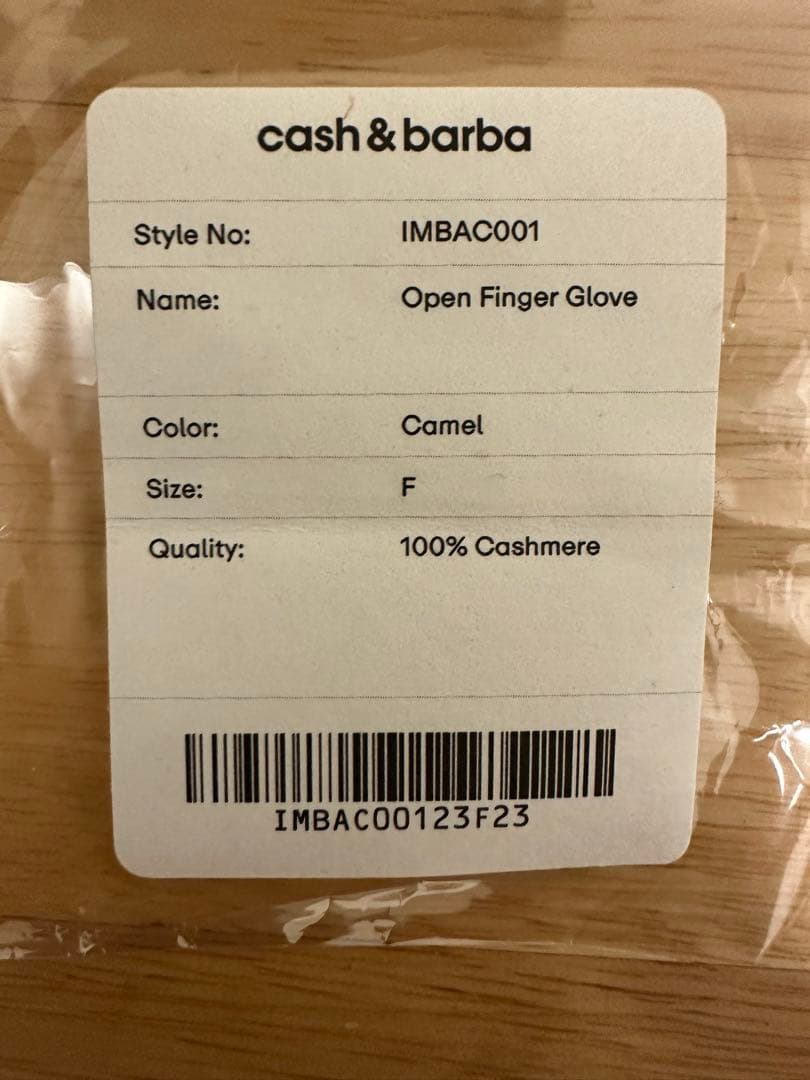 cash & barba
Style No: IMBAC001
Name: Open Finger Glove
Color: Camel
Size: F
Quality: 100% Cashmere
IMBAC00123F23